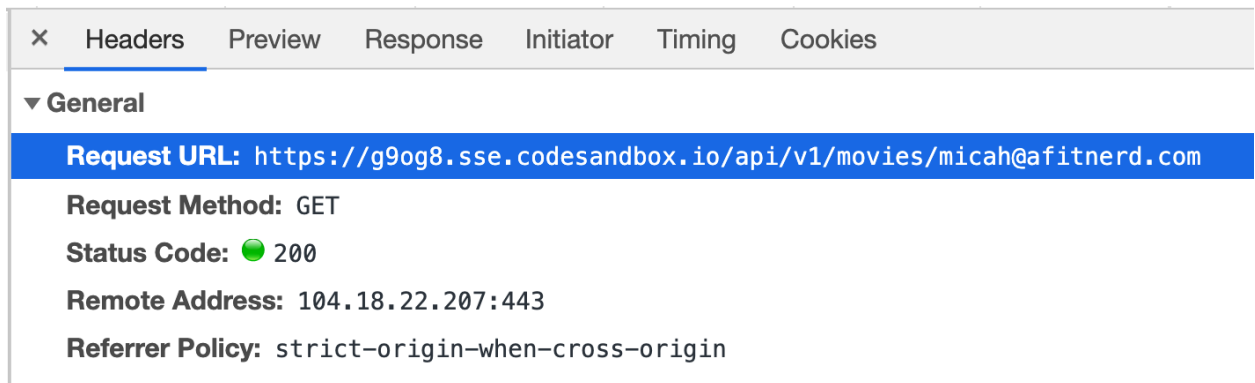 × Headers Preview Response Initiator Timing Cookies
▼ General
Request URL: https://g9og8.sse.codesandbox.io/api/v1/movies/micah@afitnerd.com
Request Method: GET
Status Code: 200
Remote Address: 104.18.22.207:443
Referrer Policy: strict-origin-when-cross-origin